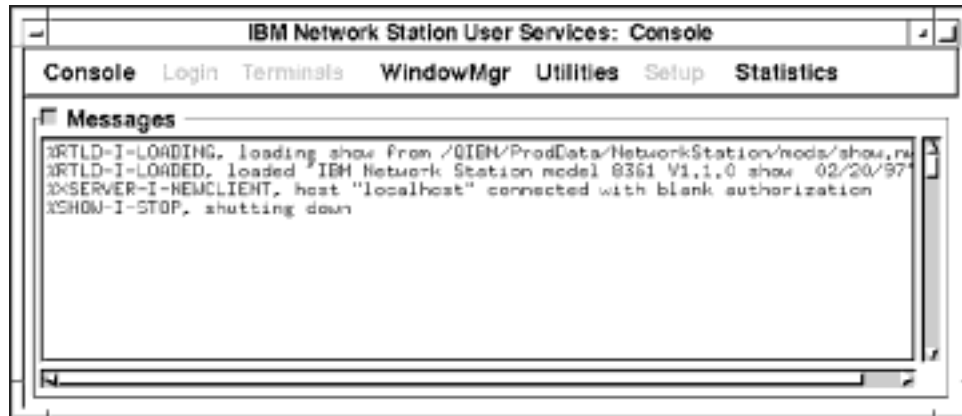 IBM Network Station User Services: Console
Console Login Terminals WindowMgr Utilities Setup Statistics
Messages
%RTLD-I-LOADING, loading show from /QIBM/ProdData/NetworkStation/mods/show.nw
%RTLD-I-LOADED, loaded "IBM Network Station model 8361 V1.1.0 show 02/20/97"
%XSERVER-I-NEWCLIENT, host "localhost" connected with blank authorization
%SHOW-I-STOP, shutting down